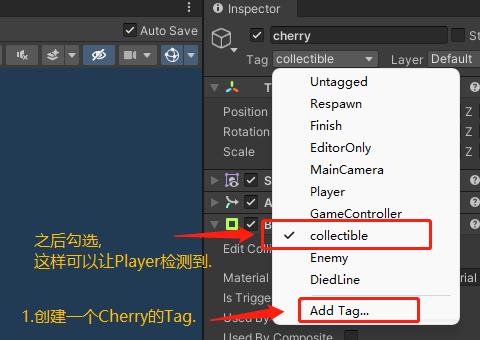 Inspector
Auto Save
cherry
St
Tag collectible Layer Default
Untagged
Respawn
Finish
EditorOnly
MainCamera
Player
GameController
collectible
Enemy
DiedLine
Add Tag...
T
Position Z
Rotation Z
Scale Z
S
A
B
Edit Colli
Material
Is Trigge
Used By
Used By Composite
之后勾选,
这样可以让Player检测到.
1.创建一个Cherry的Tag.